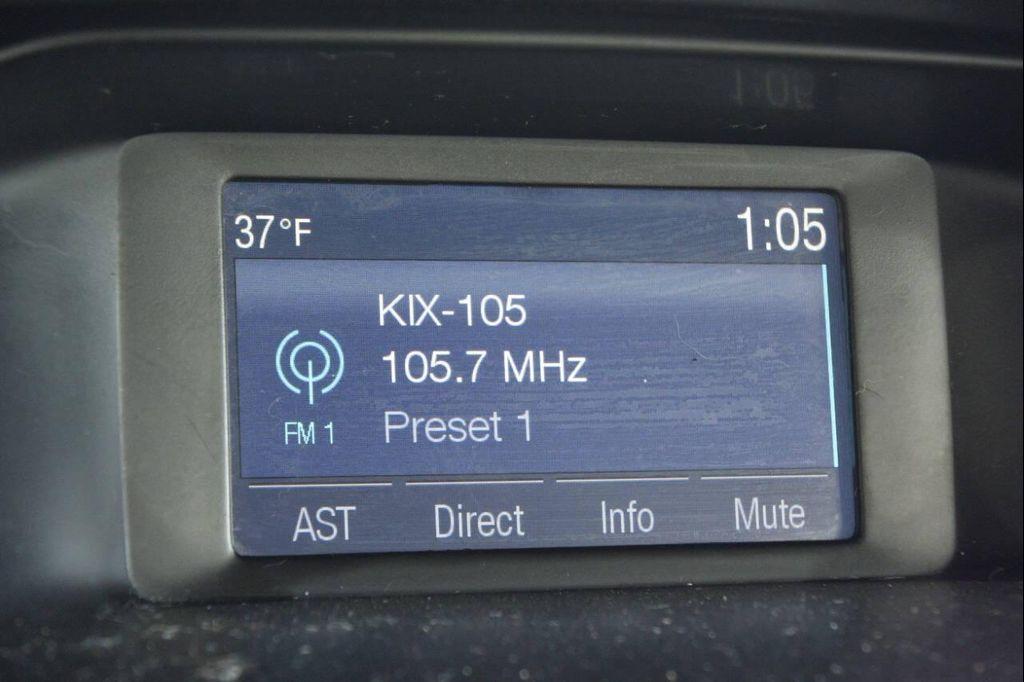 37°F 1:05
KIX-105
105.7 MHz
FM 1 Preset 1
AST Direct Info Mute